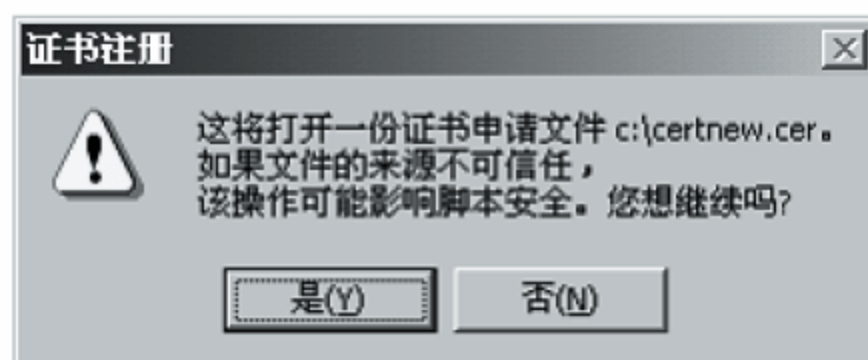 证书注册
这将打开一份证书申请文件 c:\certnew.cer。
如果文件的来源不可信任，
该操作可能影响脚本安全。您想继续吗?
是(Y)
否(N)